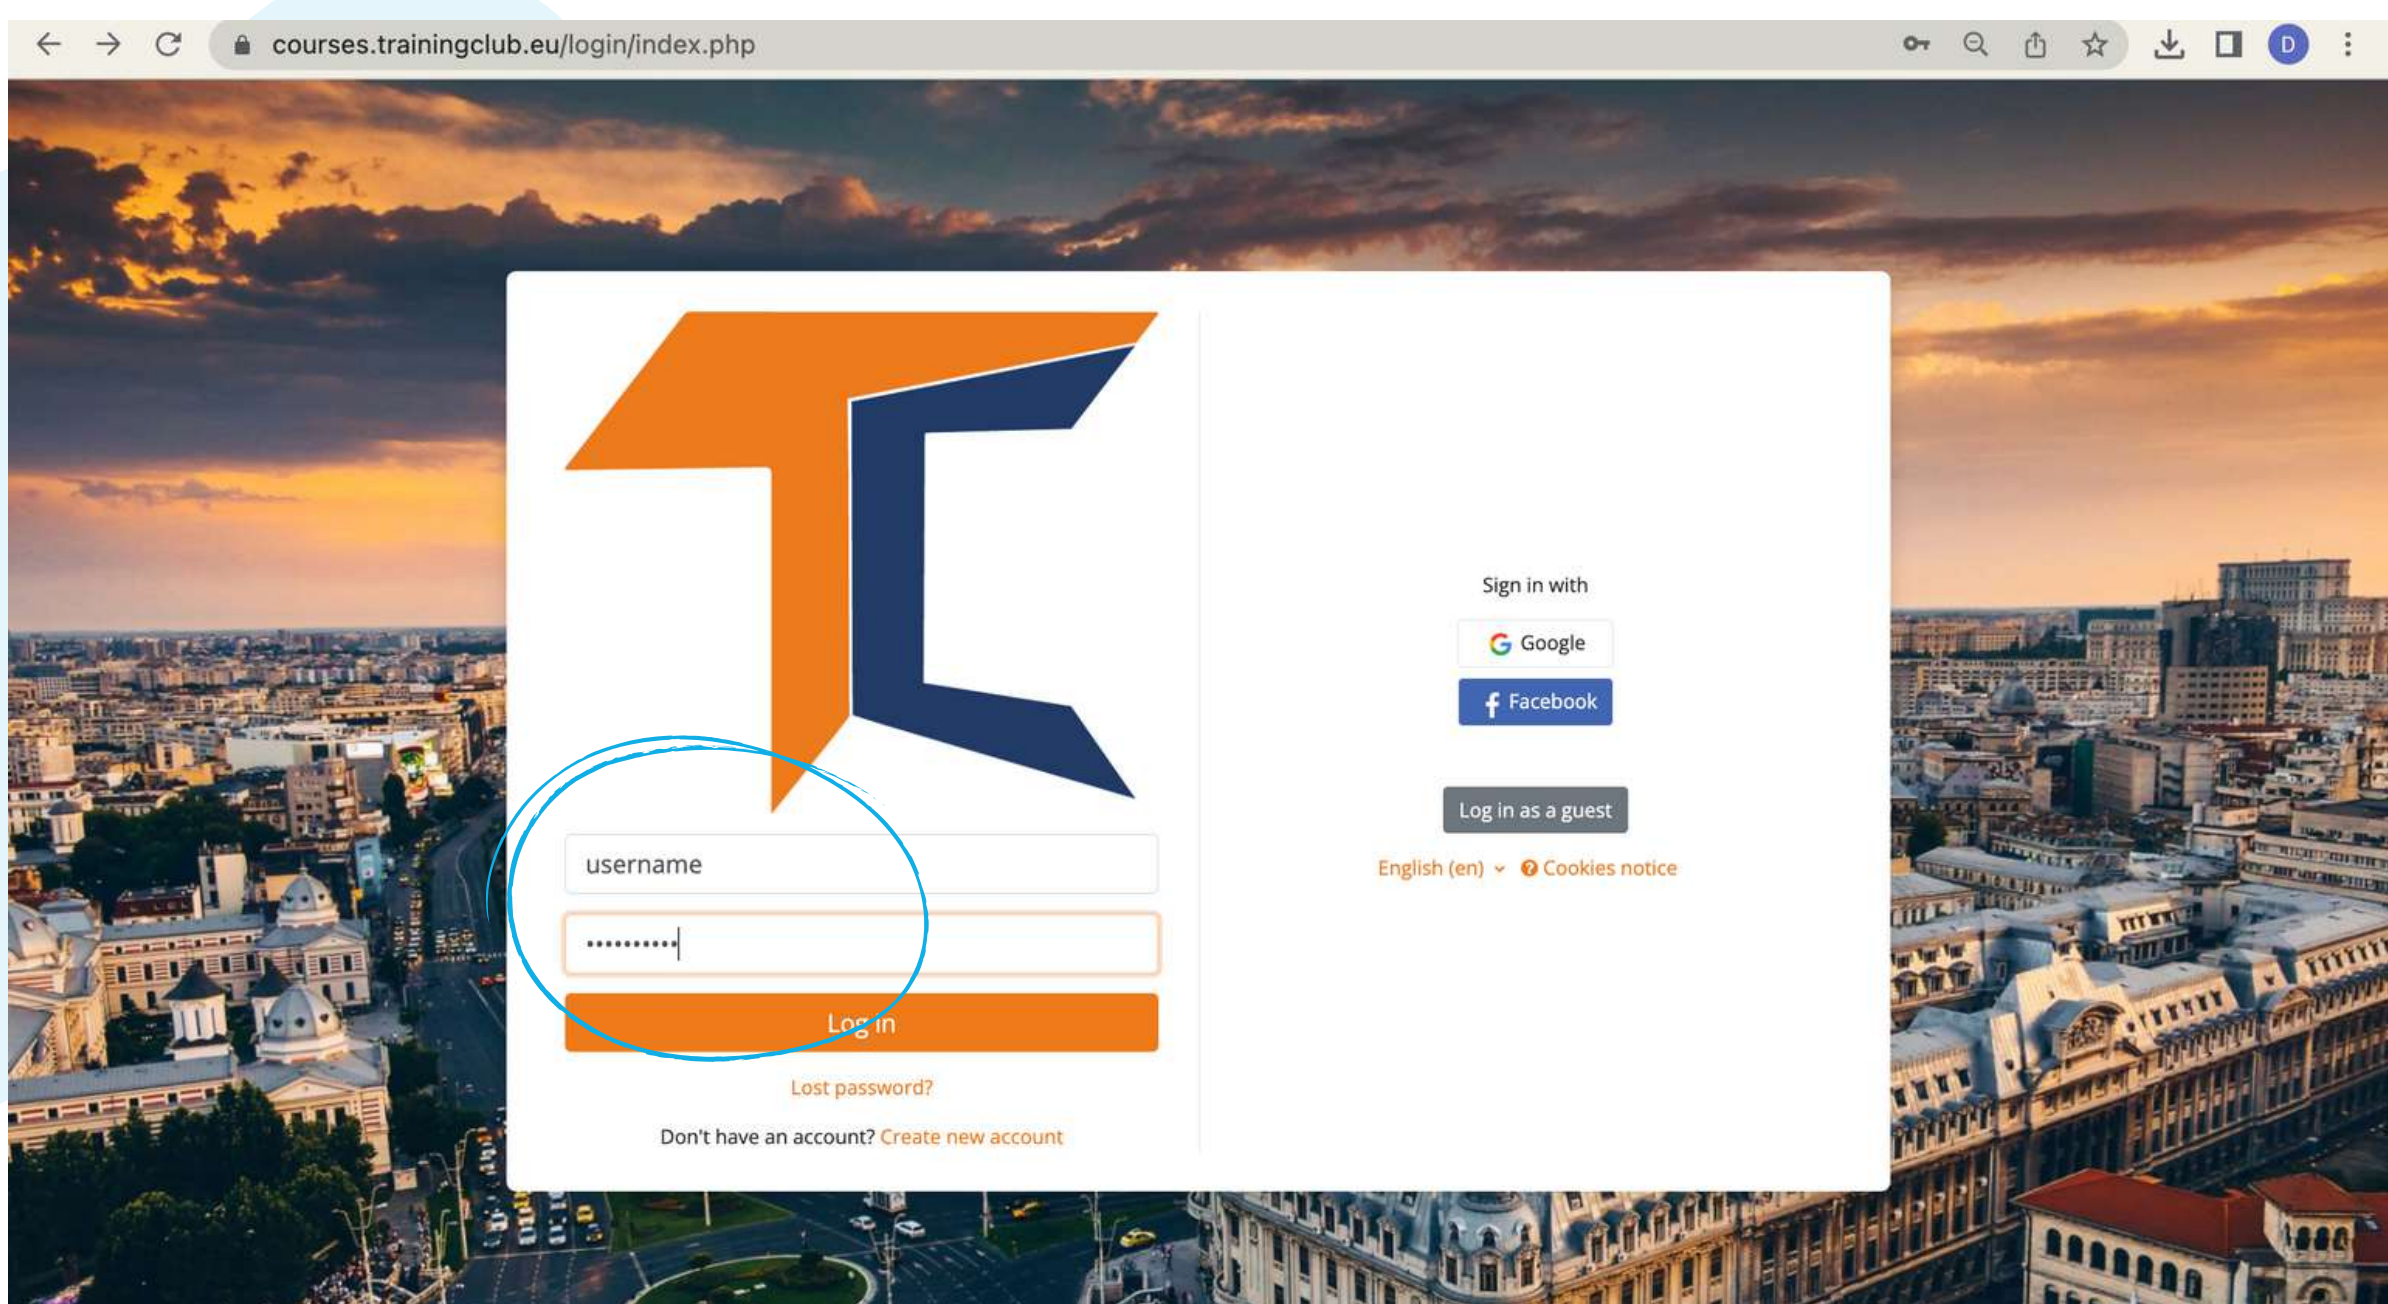 courses.trainingclub.eu/login/index.php
D
TC
username
••••••••••
Log in
Lost password?
Don't have an account? Create new account
Sign in with
Google
Facebook
Log in as a guest
English (en) Cookies notice